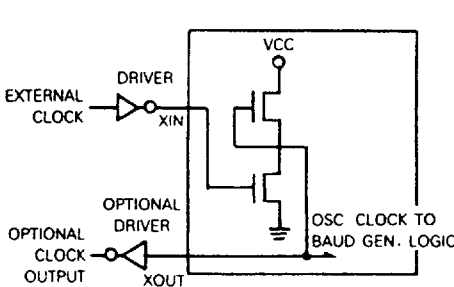 VCC
DRIVER
EXTERNAL
CLOCK
XIN
OPTIONAL
DRIVER
OSC CLOCK TO
BAUD GEN. LOGIC
OPTIONAL
CLOCK
OUTPUT
XOUT